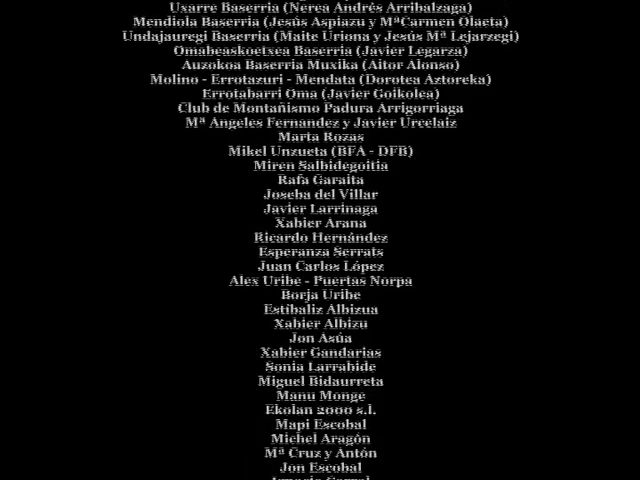 Uxarre Baserria (Nerea Andrés Arribalzaga)
Mendiola Baserria (Jesús Aspiazu y MªCarmen Olaeta)
Undajauregi Baserria (Maite Uriona y Jesús Mª Lejarzegi)
Omabeaskoetxea Baserria (Javier Legarza)
Auzokoa Baserria Muxika (Aitor Alonso)
Molino - Errotazuri - Mendata (Dorotea Aztoreka)
Errotabarri Oma (Javier Goikolea)
Club de Montañismo Padura Arrigorriaga
Mª Angeles Fernandez y Javier Urcelaiz
Marta Rozas
Mikel Unzueta (BFA - DFB)
Miren Salbidegoitia
Rafa Garaita
Joseba del Villar
Javier Larrinaga
Xabier Arana
Ricardo Hernández
Esperanza Serrats
Juan Carlos López
Alex Uribe - Puertas Norpa
Borja Uribe
Estibaliz Albizua
Xabier Albizu
Jon Asúa
Xabier Gandarias
Sonia Larrabide
Miguel Bidaurreta
Manu Monge
Ekolan 2000 s.l.
Mapi Escobal
Michel Aragón
Mª Cruz y Antón
Jon Escobal